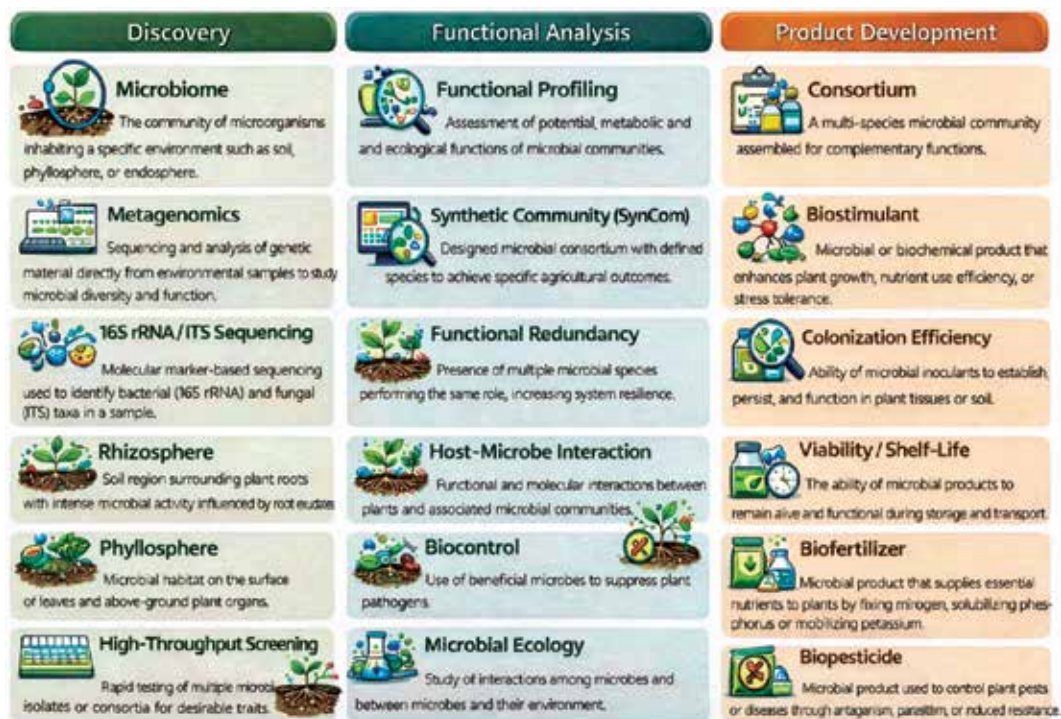 Discovery
Microbiome
The community of microorganisms
inhabiting a specific environment such as soil,
phyllosphere, or endosphere.
Metagenomics
Sequencing and analysis of genetic
material directly from environmental samples to study
microbial diversity and function.
16S rRNA/ITS Sequencing
Molecular marker-based sequencing
used to identify bacterial (16S rRNA) and fungal
(ITS) taxa in a sample.
Rhizosphere
Soil region surrounding plant roots
with intense microbial activity influenced by root
Phyllosphere
Microbial habitat on the surface
or leaves and above-ground plant organs.
High-Throughput Screening
Rapid testing of multiple
isolates or consortia for desirable traits.
Functional Analysis
Functional Profiling
Assessment of potential, metabolic and
and ecological functions of microbial communities.
Synthetic Community (SynCom)
Designed microbial consortium with defined
species to achieve specific agricultural outcomes.
Functional Redundancy
Presence of multiple microbial species
performing the same role, increasing system resilience.
Host-Microbe Interaction
Functional and molecular interactions between
plants and associated microbial communities.
Biocontrol
Use of beneficial microbes to suppress plant
pathogens.
Microbial Ecology
Study of interactions among microbes and
between microbes and their environment.
Product Development
Consortium
A multi-species microbial community
assembled for complementary functions.
Biostimulant
Microbial or biochemical product that
enhances plant growth, nutrient use efficiency, or
stress tolerance.
Colonization Efficiency
Ability of microbial inoculants to establish,
persist, and function in plant tissues or soil.
Viability / Shelf-Life
The ability of microbial products to
remain alive and functional during storage and transport.
Biofertilizer
Microbial product that supplies essential
nutrients to plants by fixing solubilizing phes-
phorus or mobilizing petassium.
Biopesticide
Microbial product used to control plant pests
or diseases through or